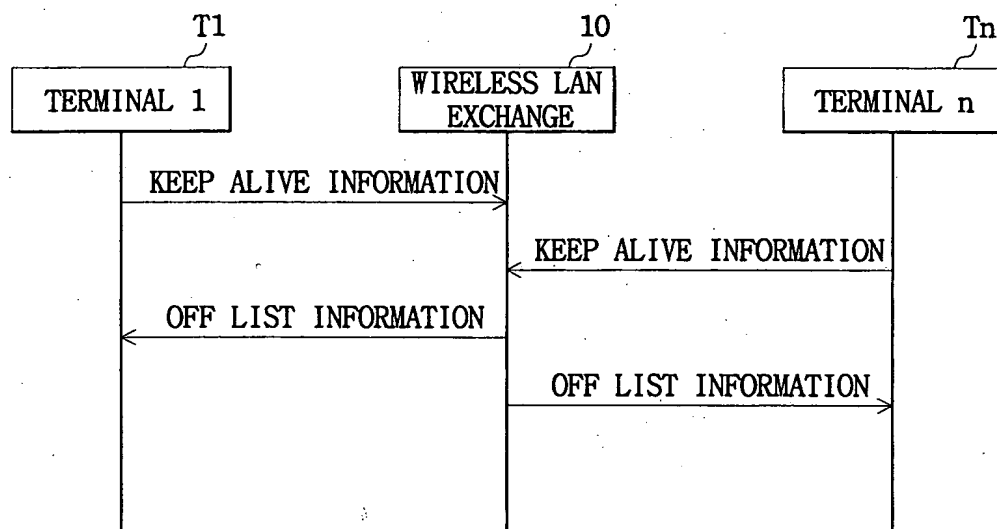 T1
10
Tn
TERMINAL 1
WIRELESS LAN
EXCHANGE
TERMINAL n
KEEP ALIVE INFORMATION
KEEP ALIVE INFORMATION
OFF LIST INFORMATION
OFF LIST INFORMATION